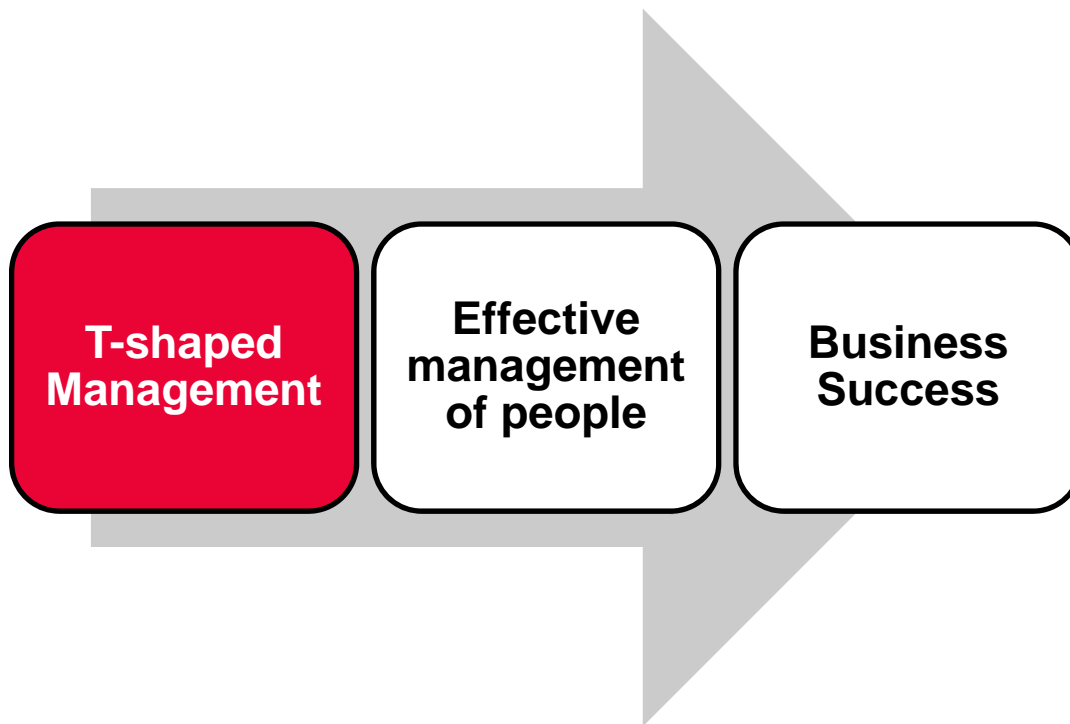 T-shaped
Management
Effective
management
of people
Business
Success